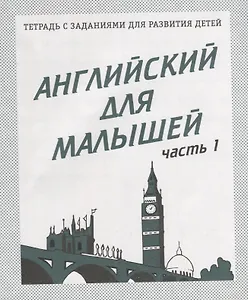 ТЕТРАДЬ С ЗАДАНИЯМИ ДЛЯ РАЗВИТИЯ ДЕТЕЙ
АНГЛИЙСКИЙ
ДЛЯ
МАЛЫШЕЙ
часть 1